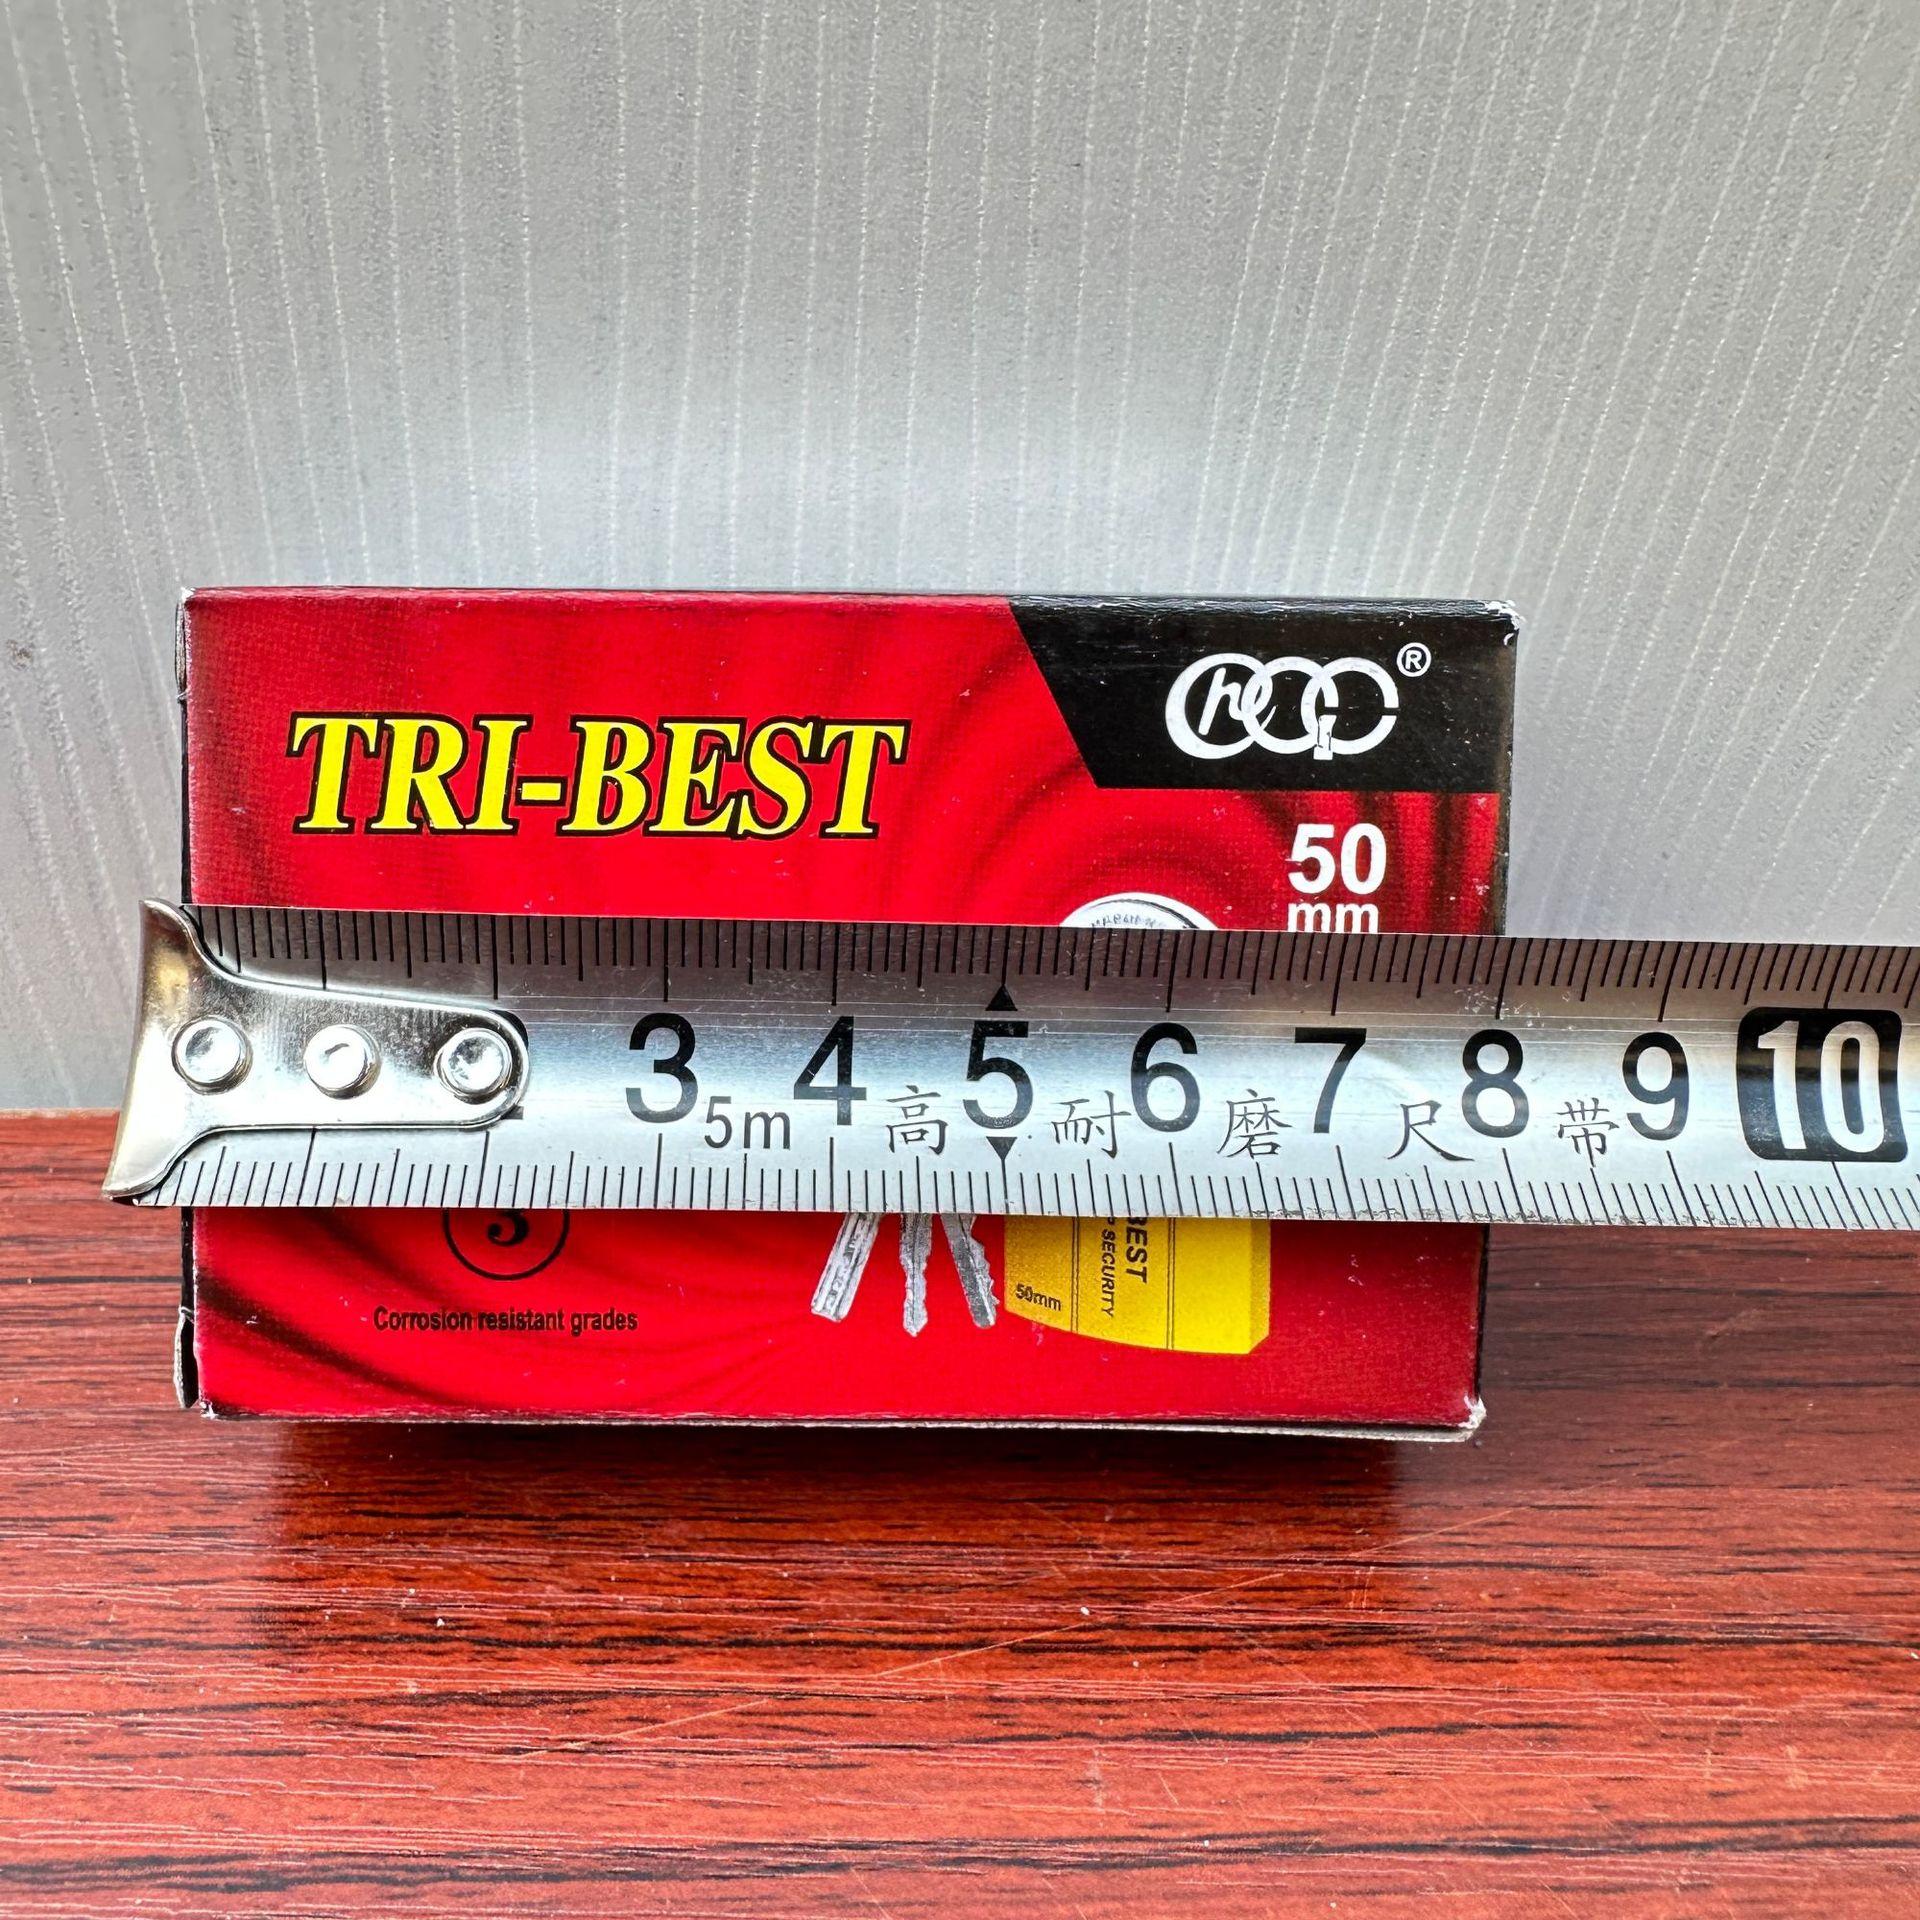 TRI-BEST
®
50
mm
3 4 5 6 7 8 9 10
5m 高 耐 磨 尺 带
3
BEST
P SECURITY
50mm
Corrosion resistant grades